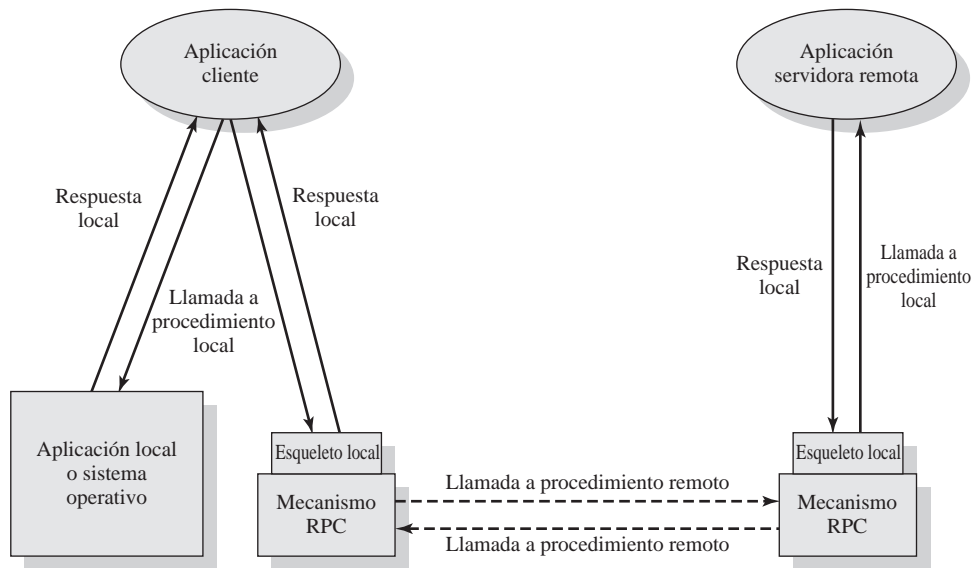 Aplicación
cliente
Aplicación
servidora remota
Respuesta
local
Respuesta
local
Llamada a
procedimiento
local
Respuesta
local
Llamada a
procedimiento
local
Aplicación local
o sistema
operativo
Esqueleto local
Mecanismo
RPC
Llamada a procedimiento remoto
Llamada a procedimiento remoto
Esqueleto local
Mecanismo
RPC